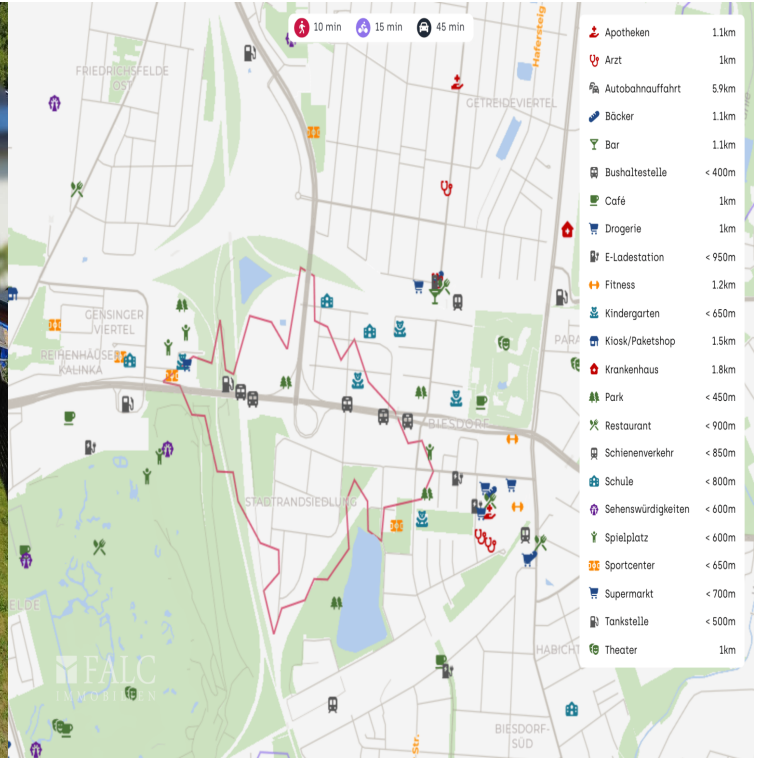 10 min 15 min 45 min
Hafersteig
FRIEDRICHSFELDE
OST
GETREIDEVIERTEL
GENSINGER
VIERTEL
REIHENHÄUSE
KALINKA
PARA
BIESDORF
STADTRANDSIEDLUNG
ELDE
HABICHT
BIESDORF-
SÜD
Str.
FALC
IMMOBILIEN
Apotheken 1.1km
Arzt 1km
Autobahnauffahrt 5.9km
Bäcker 1.1km
Bar 1.1km
Bushaltestelle < 400m
Café 1km
Drogerie 1km
E-Ladestation < 950m
Fitness 1.2km
Kindergarten < 650m
Kiosk/Paketshop 1.5km
Krankenhaus 1.8km
Park < 450m
Restaurant < 900m
Schienenverkehr < 850m
Schule < 800m
Sehenswürdigkeiten < 600m
Spielplatz < 600m
Sportcenter < 650m
Supermarkt < 700m
Tankstelle < 500m
Theater 1km